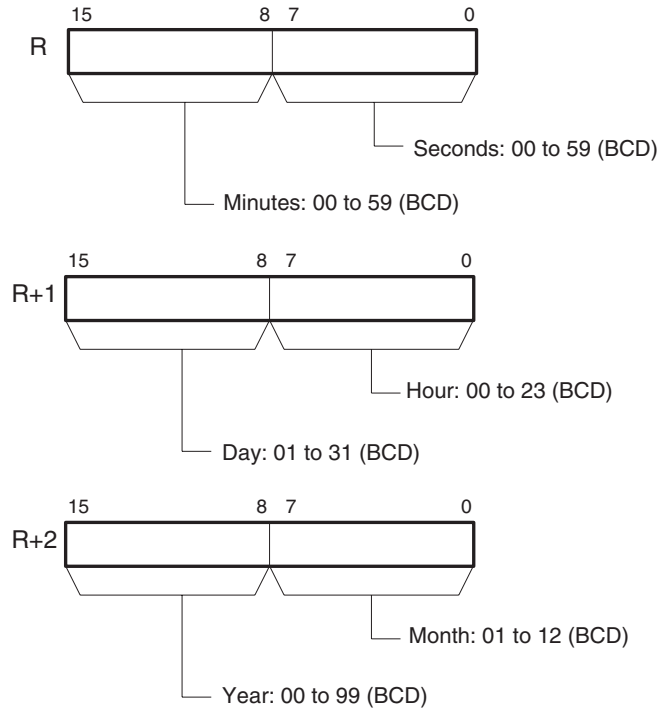 15 8 7 0
R
Seconds: 00 to 59 (BCD)
Minutes: 00 to 59 (BCD)
15 8 7 0
R+1
Hour: 00 to 23 (BCD)
Day: 01 to 31 (BCD)
15 8 7 0
R+2
Month: 01 to 12 (BCD)
Year: 00 to 99 (BCD)